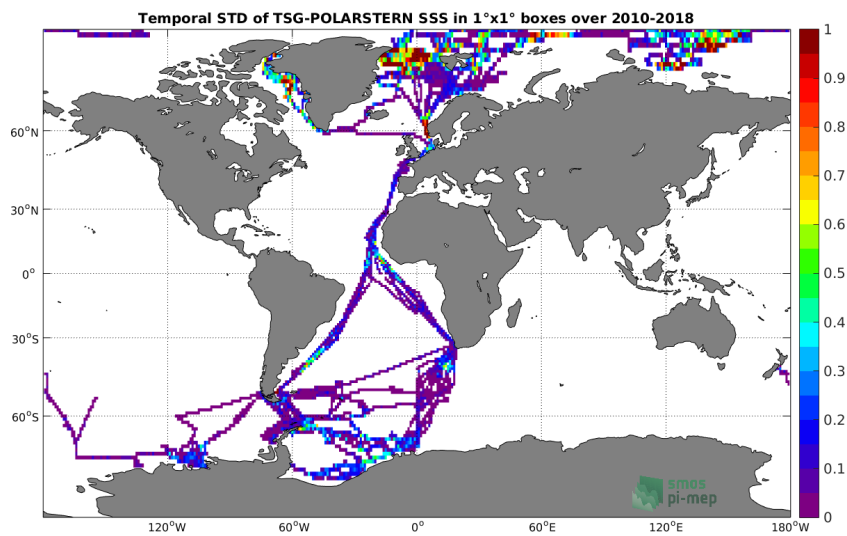 Temporal STD of TSG-POLARSTERN SSS in 1°x1° boxes over 2010-2018
1
0.9
0.8
0.7
0.6
0.5
0.4
0.3
0.2
0.1
0
60°N
30°N
0°
30°S
60°S
120°W
60°W
0°
60°E
120°E
180°W
smos
pi-mep